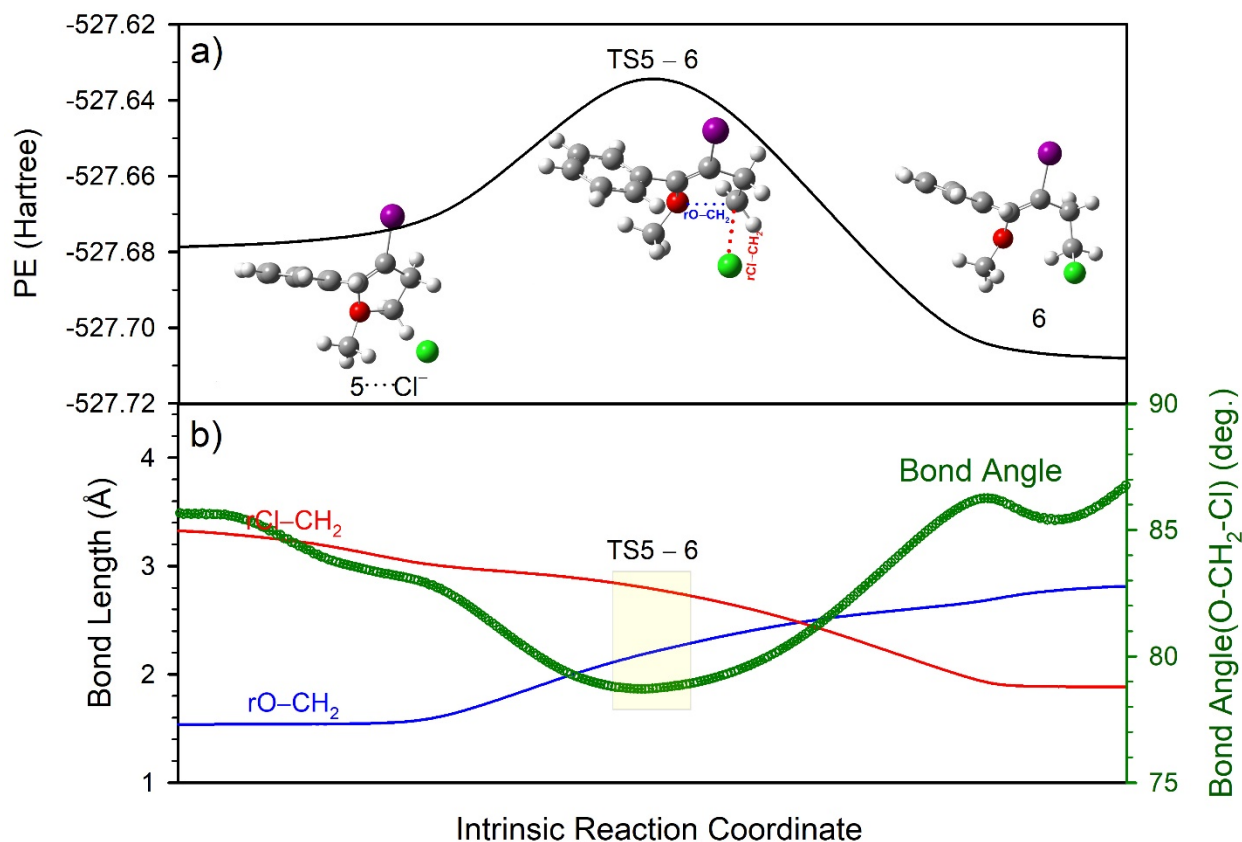 a)
TS5 – 6
PE (Hartree)
-527.62
-527.64
-527.66
-527.68
-527.70
-527.72
rO–CH2
rCl–CH2
5····Cl–
6
b)
Bond Length (Å)
4
3
2
1
rCl–CH2
rO–CH2
TS5 – 6
Bond Angle
90
85
80
75
Bond Angle(O-CH2-Cl) (deg.)
Intrinsic Reaction Coordinate